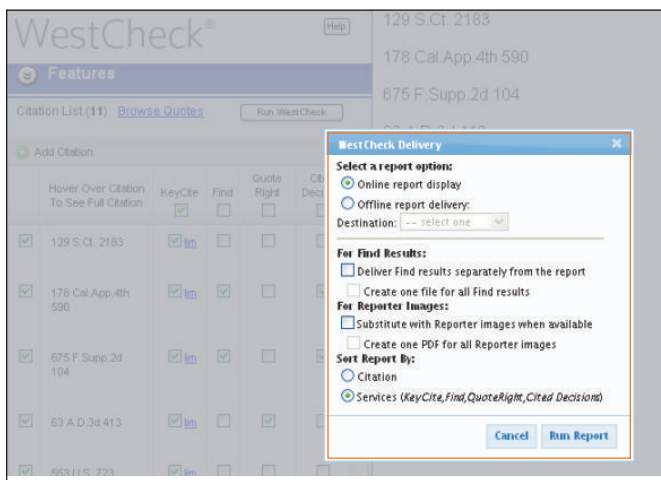 WestCheck®
Help
Features
Citation List (11) Browse Quotes
Run WestCheck
Add Citation
Hover Over Citation
To See Full Citation
KeyCite
Find
Quote
Right
129 S.Ct. 2183
lim
178 Cal.App.4th
590
lim
675 F.Supp.2d
104
lim
63 A.D.3d 413
lim
553 U.S. 723
lim
129 S.Ct. 2183
178 Cal.App.4th 590
675 F.Supp.2d 104
WestCheck Delivery
Select a report option:
Online report display
Offline report delivery:
Destination: -- select one
For Find Results:
Deliver Find results separately from the report
Create one file for all Find results
For Reporter Images:
Substitute with Reporter images when available
Create one PDF for all Reporter images
Sort Report By:
Citation
Services (KeyCite,Find,QuoteRight,Cited Decisions)
Cancel Run Report